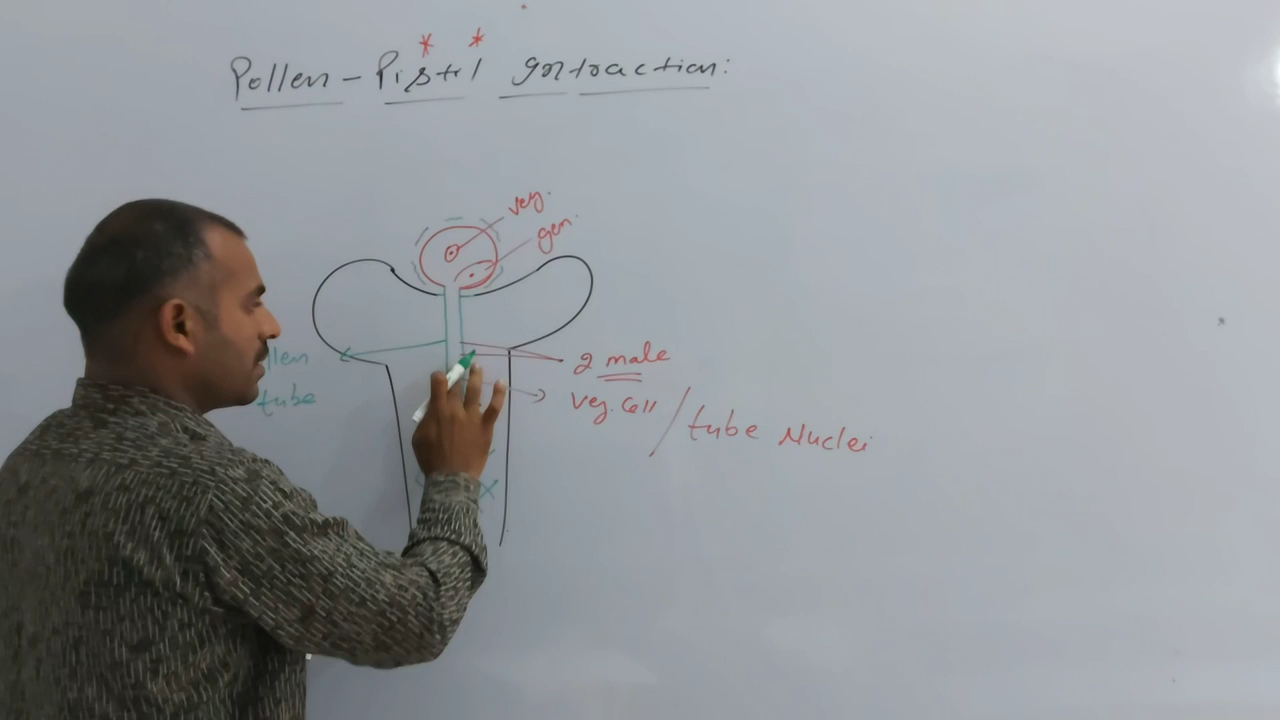 Pollen - Pistil Interaction:
veg.
gen.
llen
tube
2 male
veg. Cell / tube Nuclei